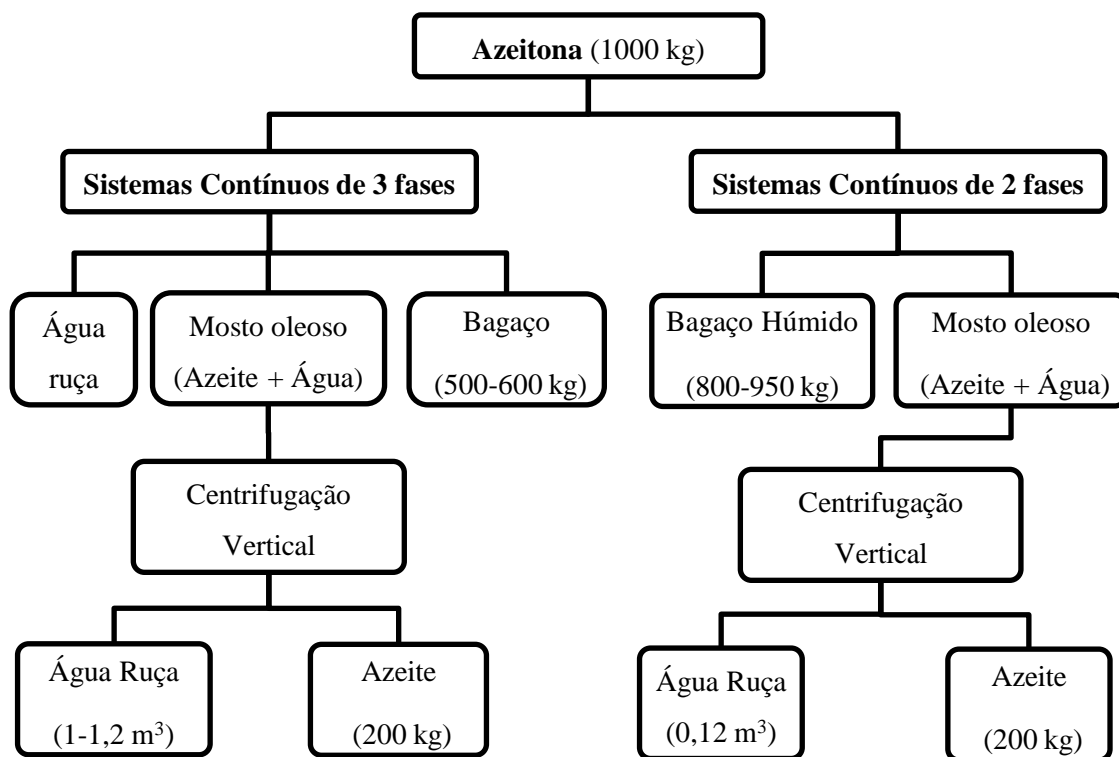 Azeitona (1000 kg)
Sistemas Contínuos de 3 fases
Sistemas Contínuos de 2 fases
Água
ruça
Mosto oleoso
(Azeite + Água)
Bagaço
(500-600 kg)
Bagaço Húmido
(800-950 kg)
Mosto oleoso
(Azeite + Água)
Centrifugação
Vertical
Centrifugação
Vertical
Água Ruça
(1-1,2 m³)
Azeite
(200 kg)
Água Ruça
(0,12 m³)
Azeite
(200 kg)